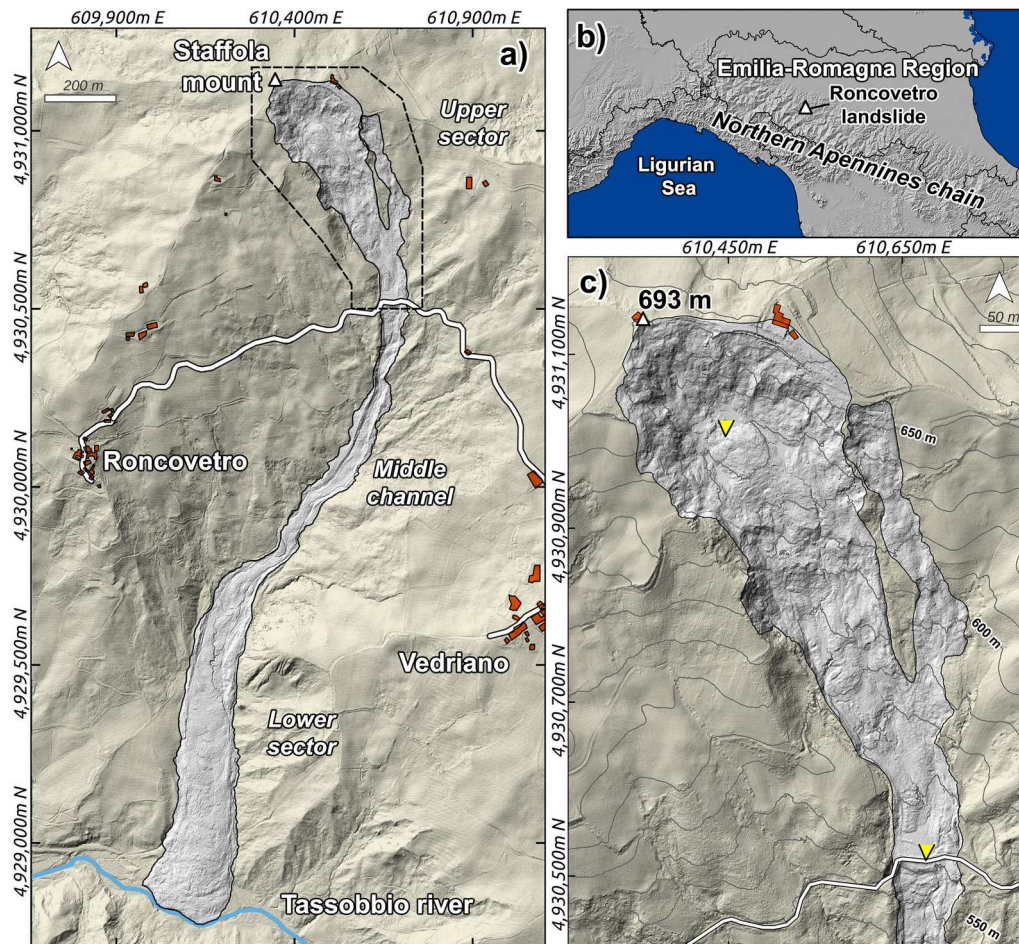 609,900m E
610,400m E
610,900m E
4,931,000m N
4,930,500m N
4,930,000m N
4,929,500m N
4,929,000m N
a)
200 m
Staffola
mount
Upper
sector
Roncovetro
Middle
channel
Vedriano
Lower
sector
Tassobbio river
b)
Emilia-Romagna Region
Roncovetro
landslide
Northern Apennines chain
Ligurian
Sea
610,450m E
610,650m E
4,931,100m N
4,930,900m N
4,930,700m N
4,930,500m N
c)
693 m
50 m
650 m
600 m
550 m